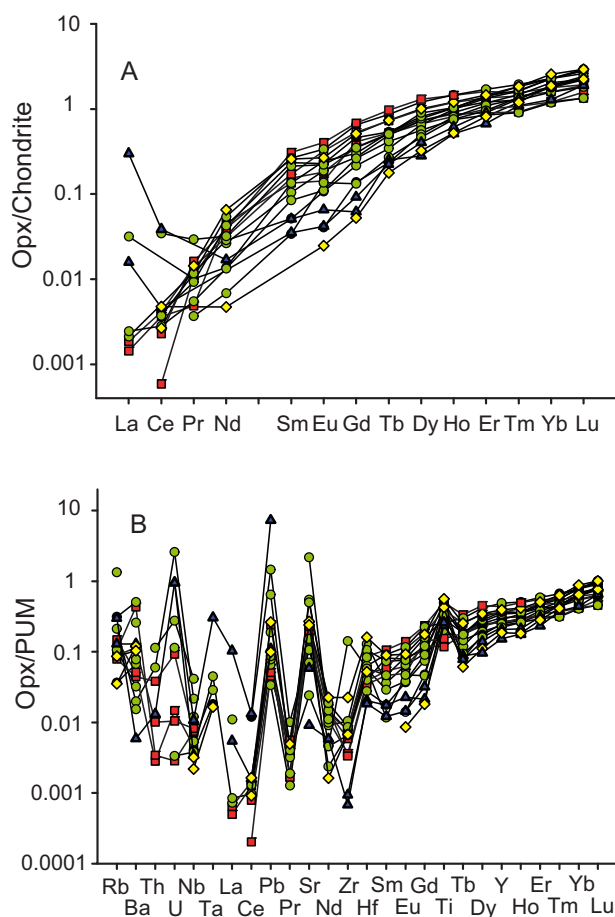 A
Opx/Chondrite
10
1
0.1
0.01
0.001
La Ce Pr Nd Sm Eu Gd Tb Dy Ho Er Tm Yb Lu
B
Opx/PUM
10
1
0.1
0.01
0.001
0.0001
Rb Th Nb La Pb Sr Zr Sm Gd Tb Y Er Yb
Ba U Ta Ce Pr Nd Hf Eu Ti Dy Ho Tm Lu